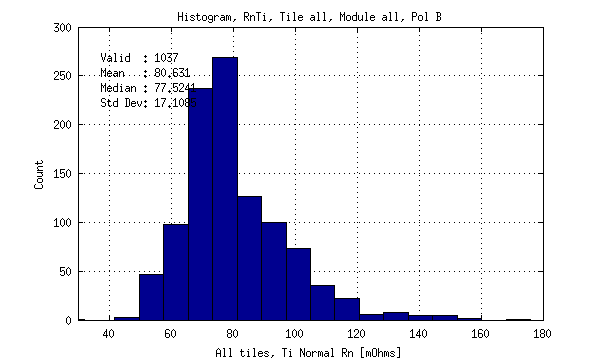 Histogram, RnTi, Tile all, Module all, Pol B
300
250
200
150
100
50
0
Count
Valid : 1037
Mean : 80.631
Median : 77.5241
Std Dev: 17.108
40 60 80 100 120 140 160 180
All tiles, Ti Normal Rn [mOhms]